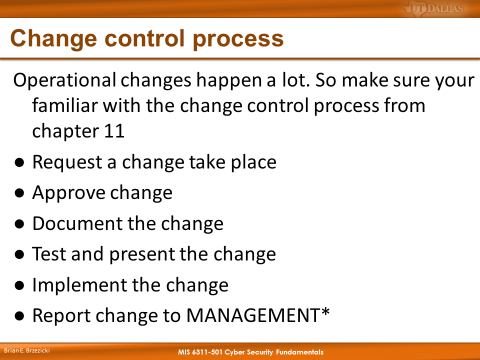 UT DALLAS
Change control process
Operational changes happen a lot. So make sure your
familiar with the change control process from
chapter 11
● Request a change take place
● Approve change
● Document the change
● Test and present the change
● Implement the change
● Report change to MANAGEMENT*
Brian E. Brzezicki
MIS 6311-501 Cyber Security Fundamentals